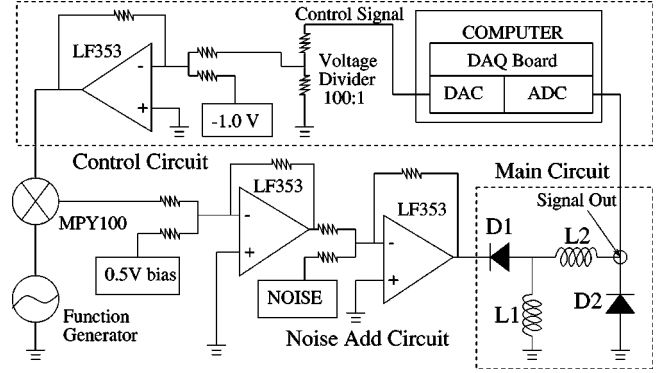 Control Signal
COMPUTER
DAQ Board
DAC
ADC
LF353
-
+
Voltage
Divider
100:1
-1.0 V
Control Circuit
Main Circuit
Signal Out
MPY100
LF353
-
+
LF353
-
+
D1
L2
0.5V bias
NOISE
L1
D2
Function
Generator
Noise Add Circuit